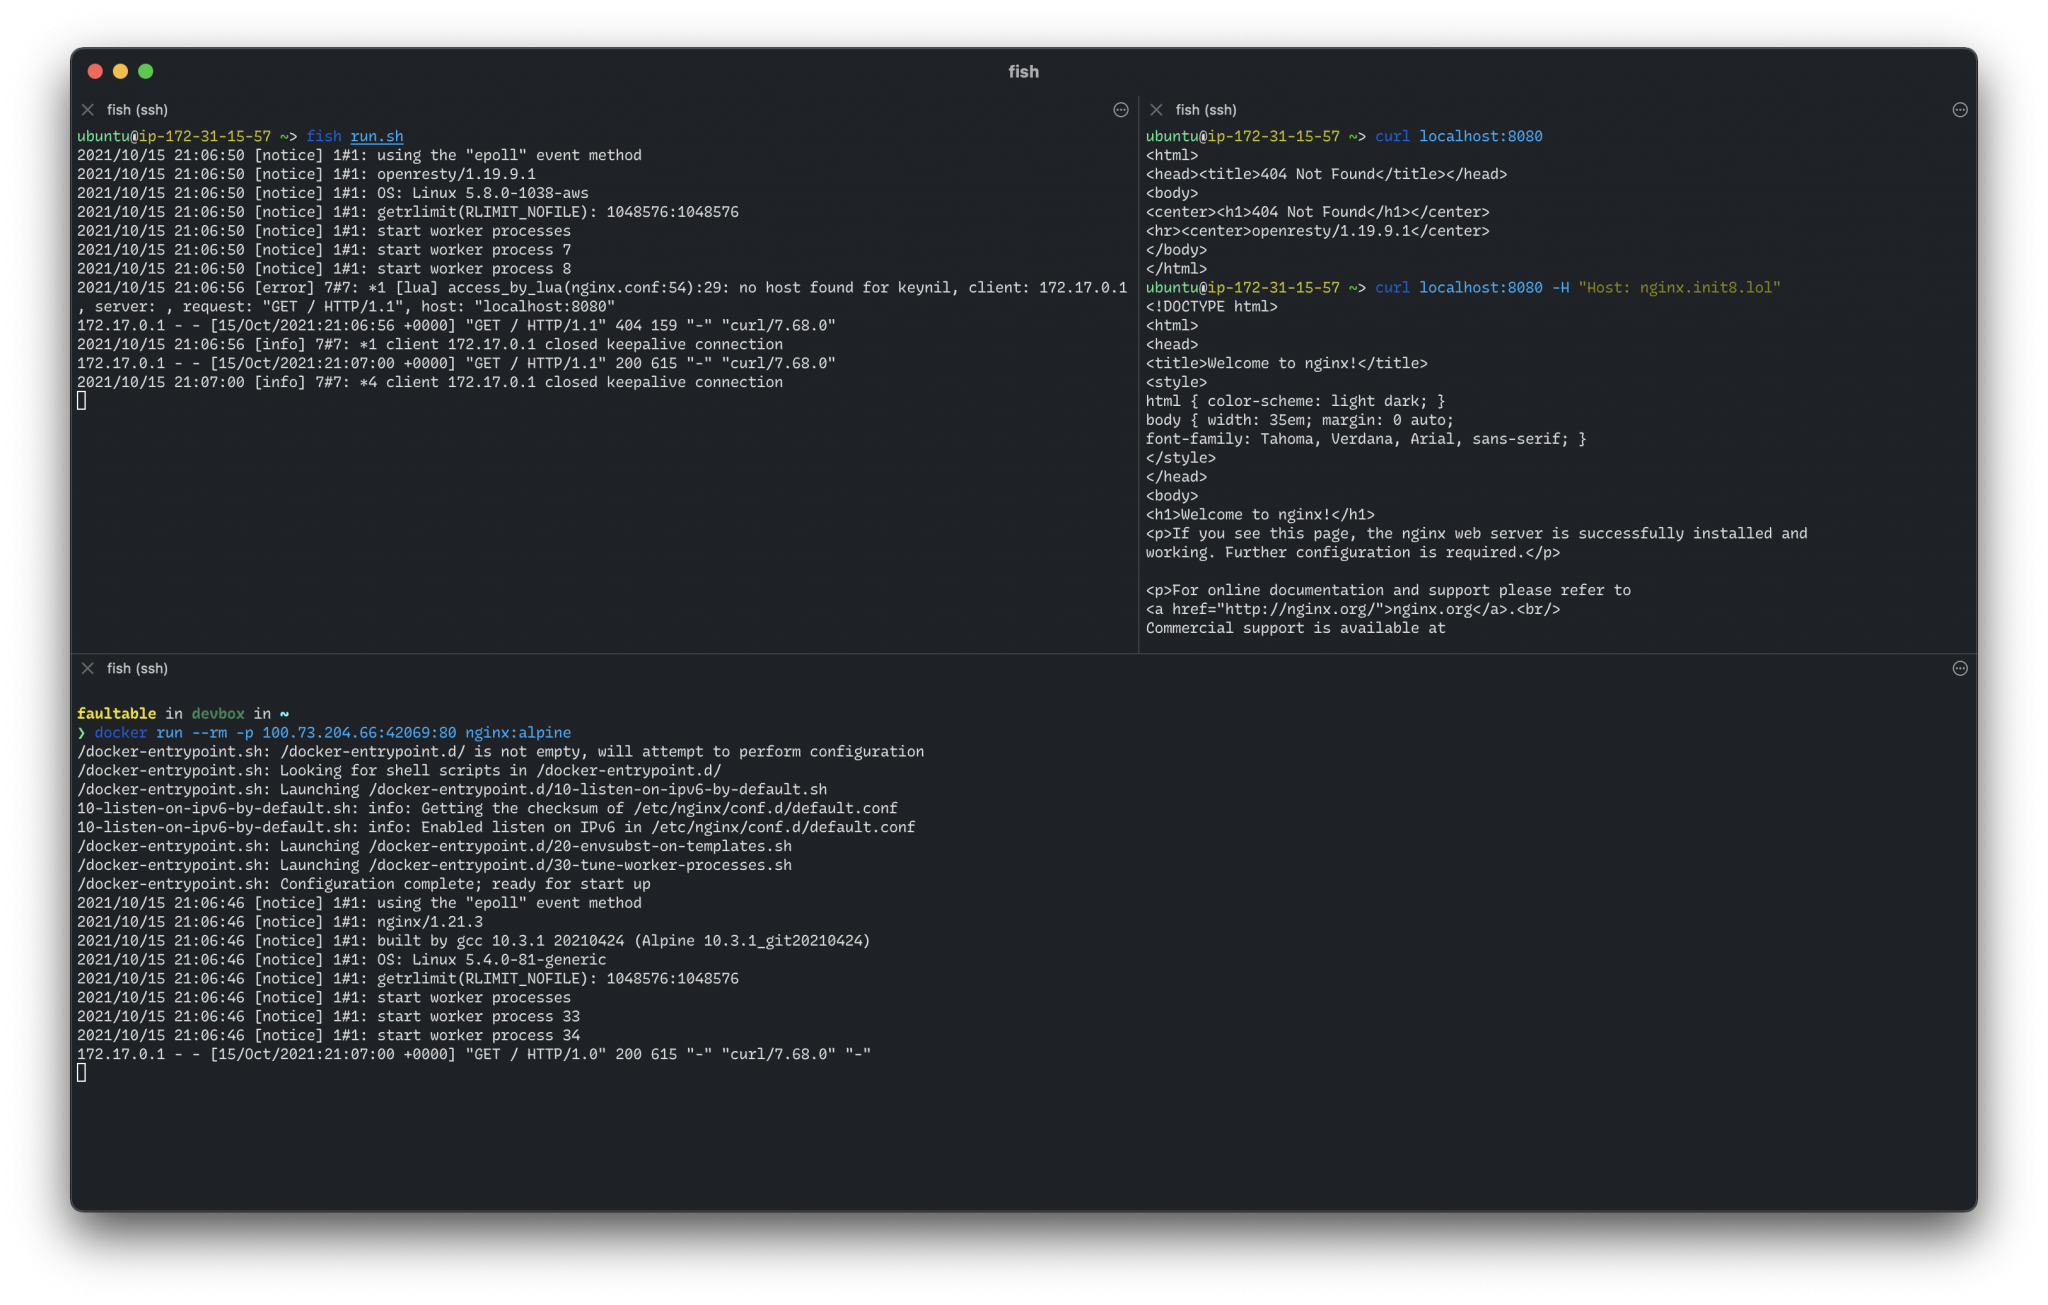 fish
fish (ssh)
ubuntu@ip-172-31-15-57 ~> fish run.sh
2021/10/15 21:06:50 [notice] 1#1: using the "epoll" event method
2021/10/15 21:06:50 [notice] 1#1: openresty/1.19.9.1
2021/10/15 21:06:50 [notice] 1#1: OS: Linux 5.8.0-1038-aws
2021/10/15 21:06:50 [notice] 1#1: getrlimit(RLIMIT_NOFILE): 1048576:1048576
2021/10/15 21:06:50 [notice] 1#1: start worker processes
2021/10/15 21:06:50 [notice] 1#1: start worker process 7
2021/10/15 21:06:50 [notice] 1#1: start worker process 8
2021/10/15 21:06:56 [error] 7#7: *1 [lua] access_by_lua(nginx.conf:54):29: no host found for keynil, client: 172.17.0.1
, server: , request: "GET / HTTP/1.1", host: "localhost:8080"
172.17.0.1 - - [15/Oct/2021:21:06:56 +0000] "GET / HTTP/1.1" 404 159 "-" "curl/7.68.0"
2021/10/15 21:06:56 [info] 7#7: *1 client 172.17.0.1 closed keepalive connection
172.17.0.1 - - [15/Oct/2021:21:07:00 +0000] "GET / HTTP/1.1" 200 615 "-" "curl/7.68.0"
2021/10/15 21:07:00 [info] 7#7: *4 client 172.17.0.1 closed keepalive connection
fish (ssh)
ubuntu@ip-172-31-15-57 ~> curl localhost:8080
<html>
<head><title>404 Not Found</title></head>
<body>
<center><h1>404 Not Found</h1></center>
<hr><center>openresty/1.19.9.1</center>
</body>
</html>
ubuntu@ip-172-31-15-57 ~> curl localhost:8080 -H "Host: nginx.init8.lol"
<!DOCTYPE html>
<html>
<head>
<title>Welcome to nginx!</title>
<style>
html { color-scheme: light dark; }
body { width: 35em; margin: 0 auto;
font-family: Tahoma, Verdana, Arial, sans-serif; }
</style>
</head>
<body>
<h1>Welcome to nginx!</h1>
<p>If you see this page, the nginx web server is successfully installed and
working. Further configuration is required.</p>
<p>For online documentation and support please refer to
<a href="http://nginx.org/">nginx.org</a>.<br/>
Commercial support is available at
fish (ssh)
faultable in devbox in ~
❯ docker run --rm -p 100.73.204.66:42069:80 nginx:alpine
/docker-entrypoint.sh: /docker-entrypoint.d/ is not empty, will attempt to perform configuration
/docker-entrypoint.sh: Looking for shell scripts in /docker-entrypoint.d/
/docker-entrypoint.sh: Launching /docker-entrypoint.d/10-listen-on-ipv6-by-default.sh
10-listen-on-ipv6-by-default.sh: info: Getting the checksum of /etc/nginx/conf.d/default.conf
10-listen-on-ipv6-by-default.sh: info: Enabled listen on IPv6 in /etc/nginx/conf.d/default.conf
/docker-entrypoint.sh: Launching /docker-entrypoint.d/20-envsubst-on-templates.sh
/docker-entrypoint.sh: Launching /docker-entrypoint.d/30-tune-worker-processes.sh
/docker-entrypoint.sh: Configuration complete; ready for start up
2021/10/15 21:06:46 [notice] 1#1: using the "epoll" event method
2021/10/15 21:06:46 [notice] 1#1: nginx/1.21.3
2021/10/15 21:06:46 [notice] 1#1: built by gcc 10.3.1 20210424 (Alpine 10.3.1_git20210424)
2021/10/15 21:06:46 [notice] 1#1: OS: Linux 5.4.0-81-generic
2021/10/15 21:06:46 [notice] 1#1: getrlimit(RLIMIT_NOFILE): 1048576:1048576
2021/10/15 21:06:46 [notice] 1#1: start worker processes
2021/10/15 21:06:46 [notice] 1#1: start worker process 33
2021/10/15 21:06:46 [notice] 1#1: start worker process 34
172.17.0.1 - - [15/Oct/2021:21:07:00 +0000] "GET / HTTP/1.0" 200 615 "-" "curl/7.68.0" "-"